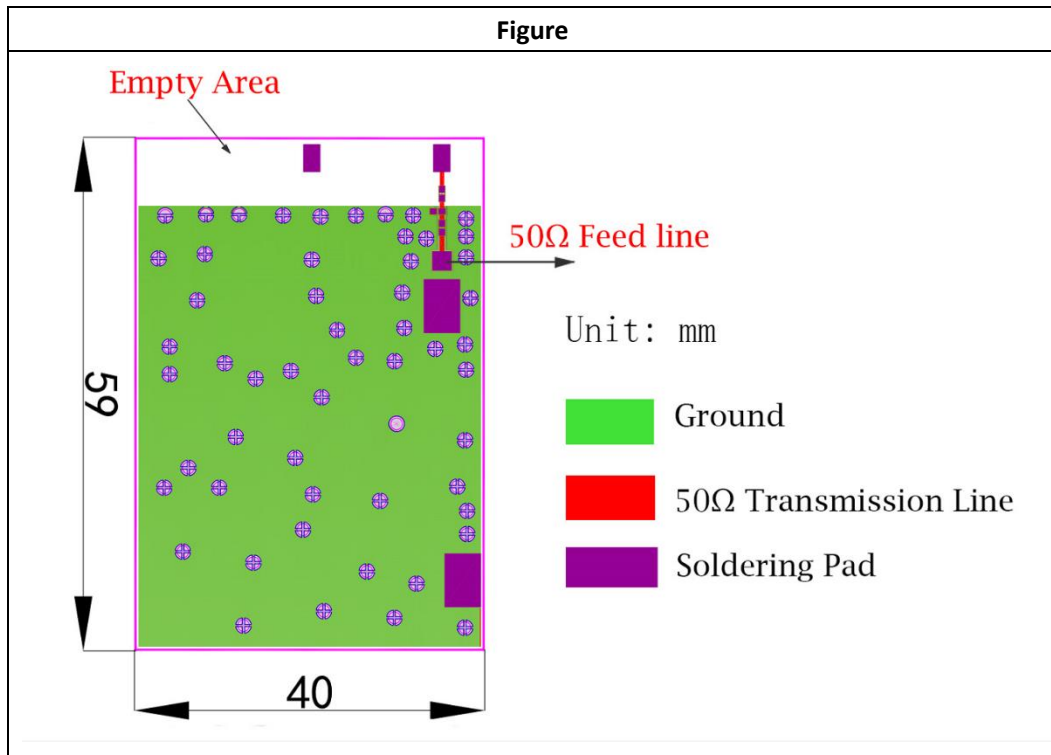 Figure
Empty Area
50Ω Feed line
Unit: mm
59
Ground
50Ω Transmission Line
Soldering Pad
40